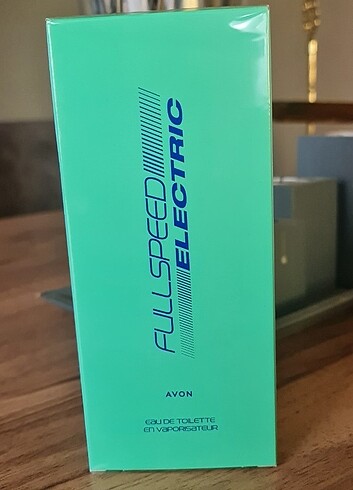 FULLSPEED
ELECTRIC
AVON
EAU DE TOILETTE
EN VAPORISATEUR